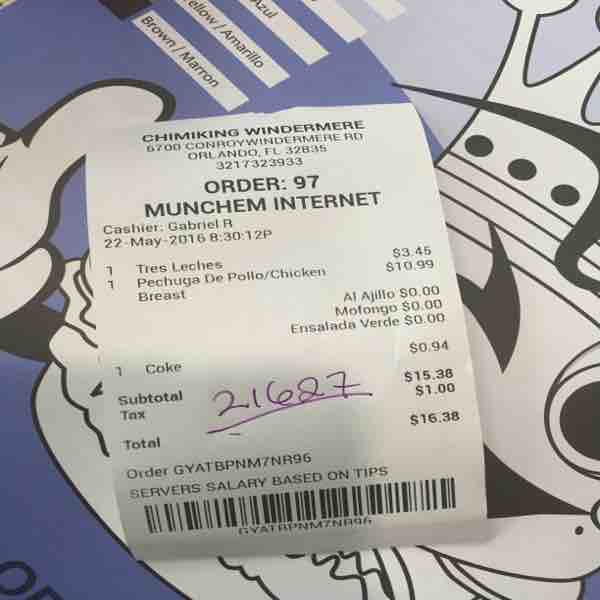 Azul
ellow / Amarillo
Brown / Marron
CHIMIKING WINDERMERE
6700 CONROYWINDERMERE RD
ORLANDO, FL 32835
3217323933
ORDER: 97
MUNCHEM INTERNET
Cashier: Gabriel R
22-May-2016 8:30:12P
1 Tres Leches $3.45
1 Pechuga De Pollo/Chicken $10.99
Breast
Al Ajillo $0.00
Mofongo $0.00
Ensalada Verde $0.00
1 Coke $0.94
Subtotal $15.38
Tax $1.00
21627
Total $16.38
Order GYATBPNM7NR96
SERVERS SALARY BASED ON TIPS
GYATBPNM7NR96